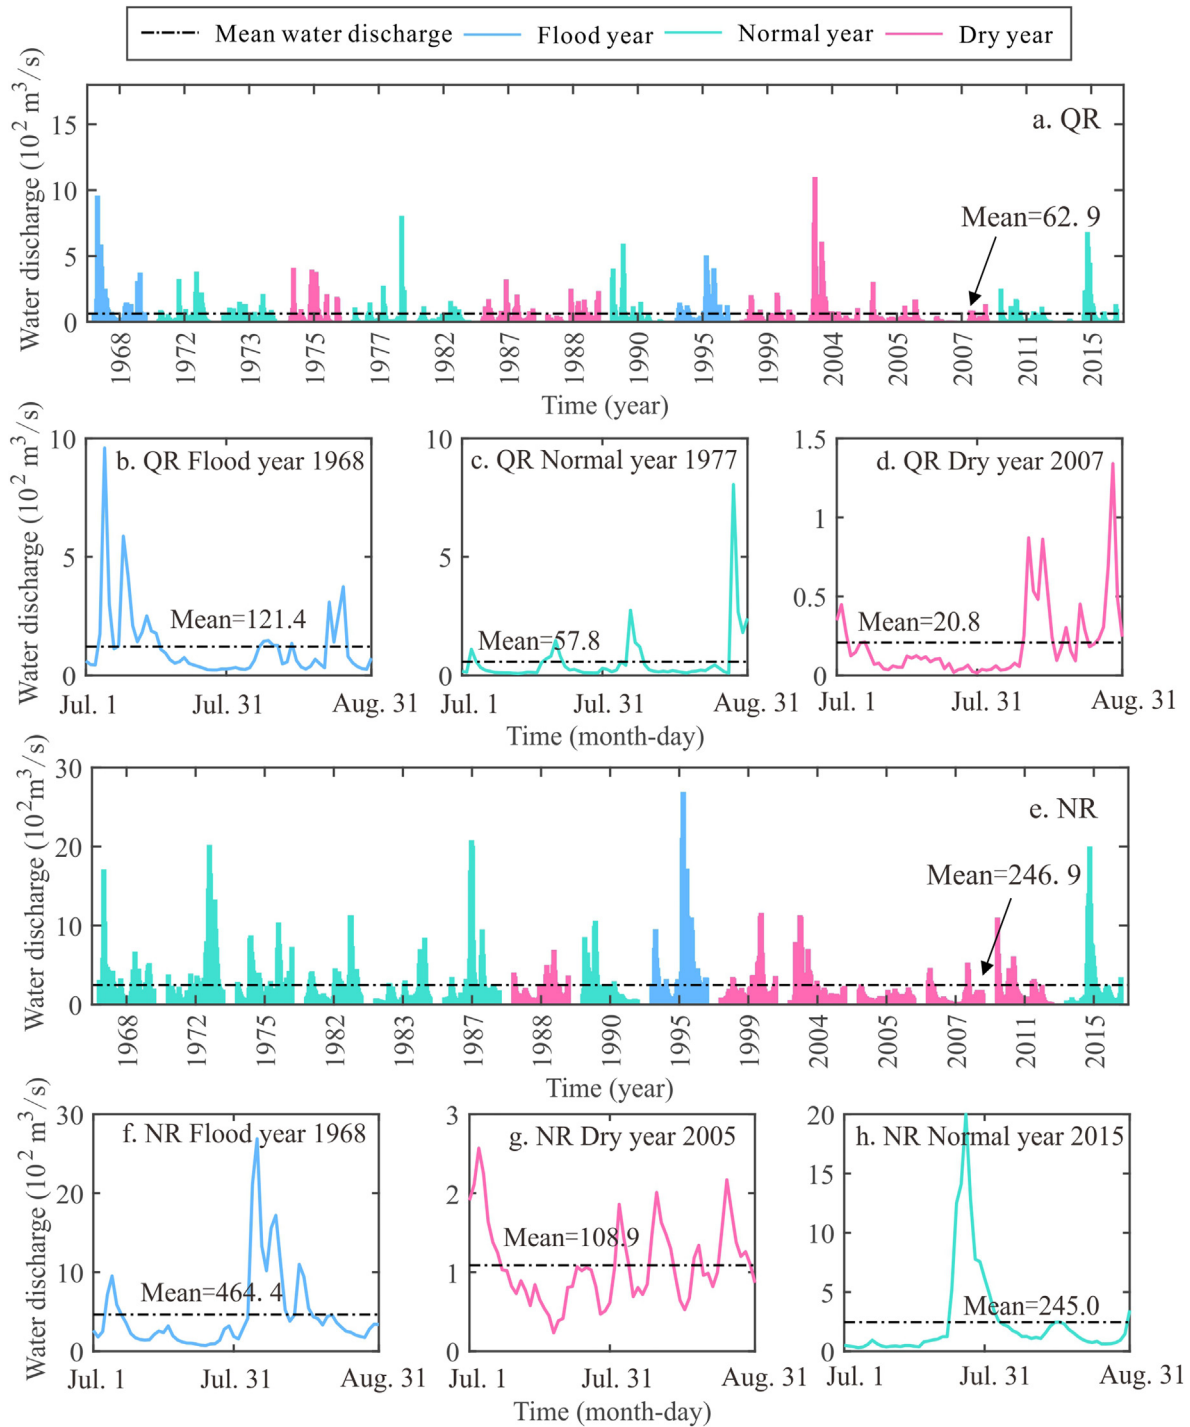 Mean water discharge Flood year Normal year Dry year
Water discharge (10² m³/s)
15
10
5
0
a. QR
Mean=62. 9
1968 1972 1973 1975 1977 1982 1987 1988 1990 1995 1999 2004 2005 2007 2011 2015
Time (year)
Water discharge (10² m³/s)
10
5
0
b. QR Flood year 1968
Mean=121.4
Jul. 1 Jul. 31 Aug. 31
10
5
0
c. QR Normal year 1977
Mean=57.8
Jul. 1 Jul. 31 Aug. 31
1.5
1
0.5
0
d. QR Dry year 2007
Mean=20.8
Jul. 1 Jul. 31 Aug. 31
Time (month-day)
Water discharge (10²m³/s)
30
20
10
0
e. NR
Mean=246. 9
1968 1972 1975 1982 1983 1987 1988 1990 1995 1999 2004 2005 2007 2011 2015
Time (year)
Water discharge (10² m³/s)
30
20
10
0
f. NR Flood year 1968
Mean=464. 4
Jul. 1 Jul. 31 Aug. 31
3
2
1
0
g. NR Dry year 2005
Mean=108.9
Jul. 1 Jul. 31 Aug. 31
20
15
10
5
0
h. NR Normal year 2015
Mean=245.0
Jul. 1 Jul. 31 Aug. 31
Time (month-day)